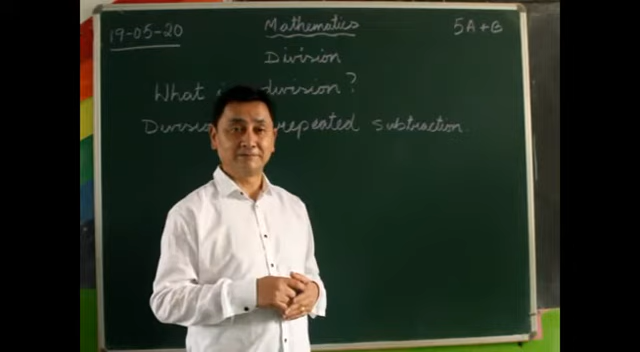 19-05-20 Mathematics 5A+B
Division
What division?
repeated subtraction.